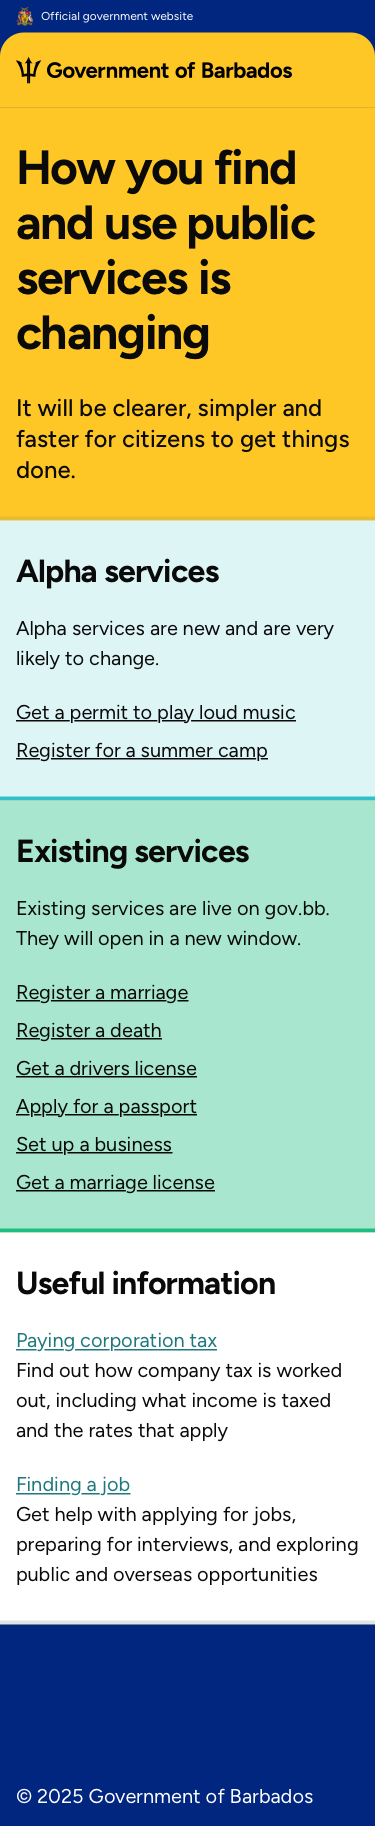 Official government website
Government of Barbados
How you find
and use public
services is
changing
It will be clearer, simpler and
faster for citizens to get things
done.
Alpha services
Alpha services are new and are very
likely to change.
Get a permit to play loud music
Register for a summer camp
Existing services
Existing services are live on gov.bb.
They will open in a new window.
Register a marriage
Register a death
Get a drivers license
Apply for a passport
Set up a business
Get a marriage license
Useful information
Paying corporation tax
Find out how company tax is worked
out, including what income is taxed
and the rates that apply
Finding a job
Get help with applying for jobs,
preparing for interviews, and exploring
public and overseas opportunities
© 2025 Government of Barbados